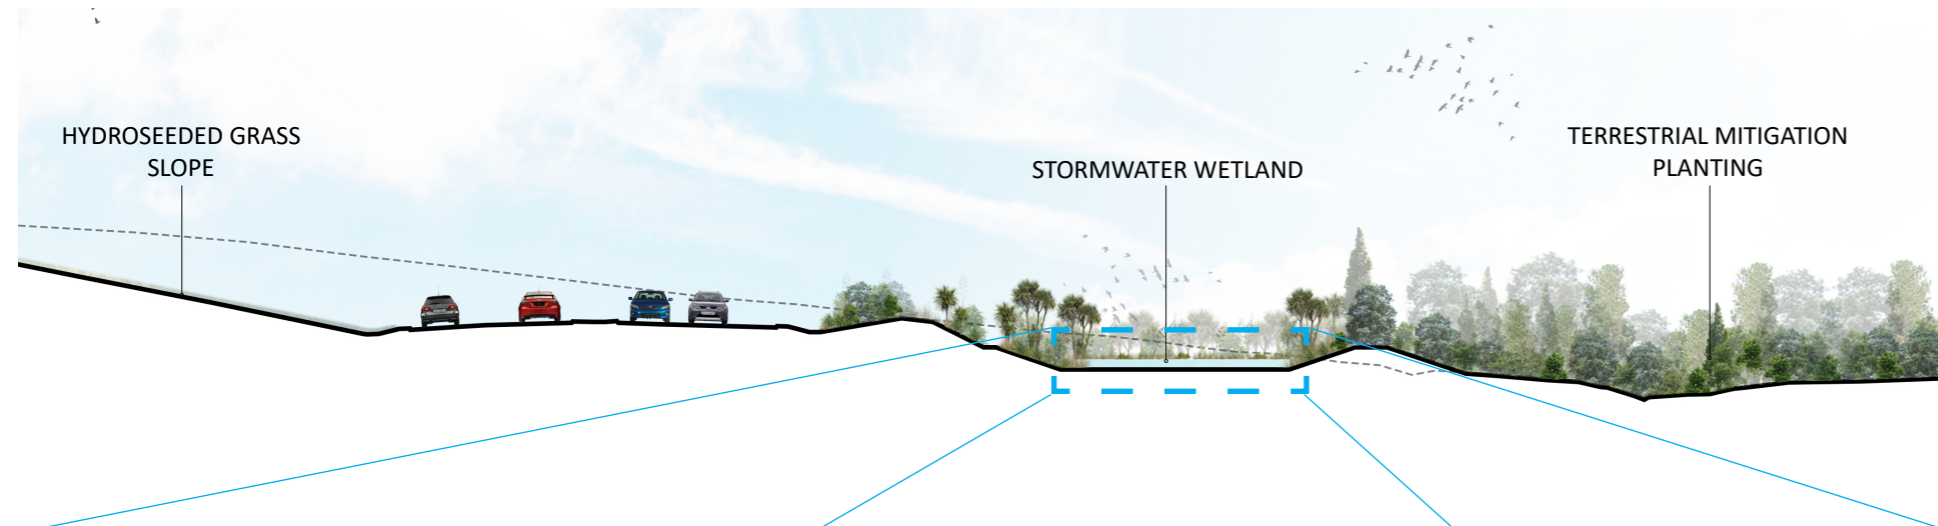 HYDROSEEDED GRASS
SLOPE
STORMWATER WETLAND
TERRESTRIAL MITIGATION
PLANTING